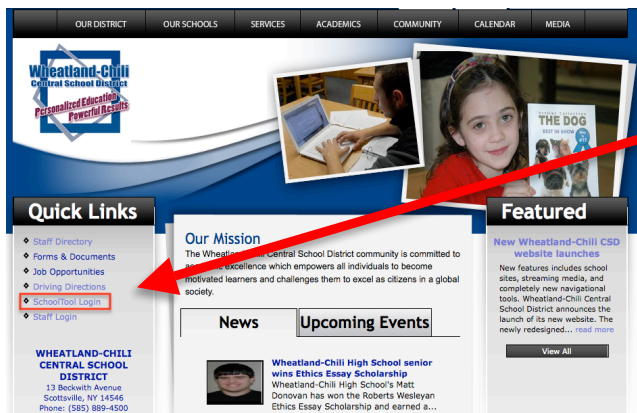 OUR DISTRICT OUR SCHOOLS SERVICES ACADEMICS COMMUNITY CALENDAR MEDIA
Wheatland-Chili
Central School District
Personalized Education
Powerful Results
THE DOG
BEST IN SHOW
Quick Links
Staff Directory
Forms & Documents
Job Opportunities
Driving Directions
SchoolTool Login
Staff Login
WHEATLAND-CHILI
CENTRAL SCHOOL
DISTRICT
13 Beckwith Avenue
Scottsville, NY 14546
Phone: (585) 889-4500
Our Mission
The Wheatland-Chili Central School District community is committed to
excellence which empowers all individuals to become
motivated learners and challenges them to excel as citizens in a global
society.
News Upcoming Events
Wheatland-Chili High School senior
wins Ethics Essay Scholarship
Wheatland-Chili High School's Matt
Donovan has won the Roberts Wesleyan
Ethics Essay Scholarship and earned a...
Featured
New Wheatland-Chili CSD
website launches
New features includes school
sites, streaming media, and
completely new navigational
tools. Wheatland-Chili Central
School District announces the
launch of its new website. The
newly redesigned... read more
View All